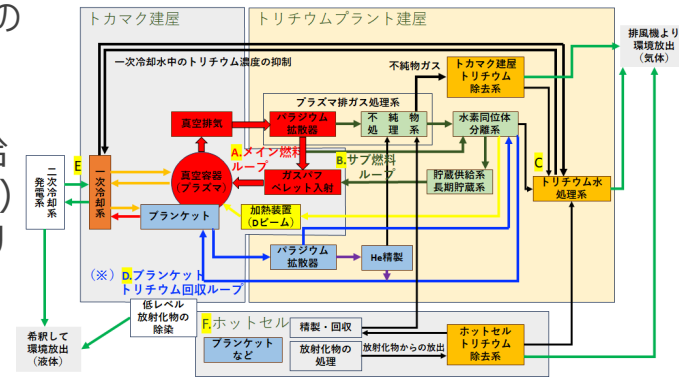 の
合
)
り
トカマク建屋
トリチウムプラント建屋
排風機より
環境放出
(気体)
一次冷却水中のトリチウム濃度の抑制
不純物ガス
トカマク建屋
トリチウム
除去系
プラズマ排ガス処理系
真空排気
パラジウム
拡散器
不純物
処理系
水素同位体
分離系
E
二次冷却系
発電系
一次冷却系
真空容器
(プラズマ)
A.メイン燃料
ループ
ガスパフ
ペレット入射
B.サブ燃料
ループ
貯蔵供給系
長期貯蔵系
C
トリチウム水
処理系
ブランケット
加熱装置
(Dビーム)
パラジウム
拡散器
He精製
(※)D.ブランケット
トリチウム回収ループ
低レベル
放射化物の
除染
F.ホットセル
精製・回収
ブランケット
など
放射化物の
処理
放射化物からの放出
ホットセル
トリチウム
除去系
希釈して
環境放出
(液体)